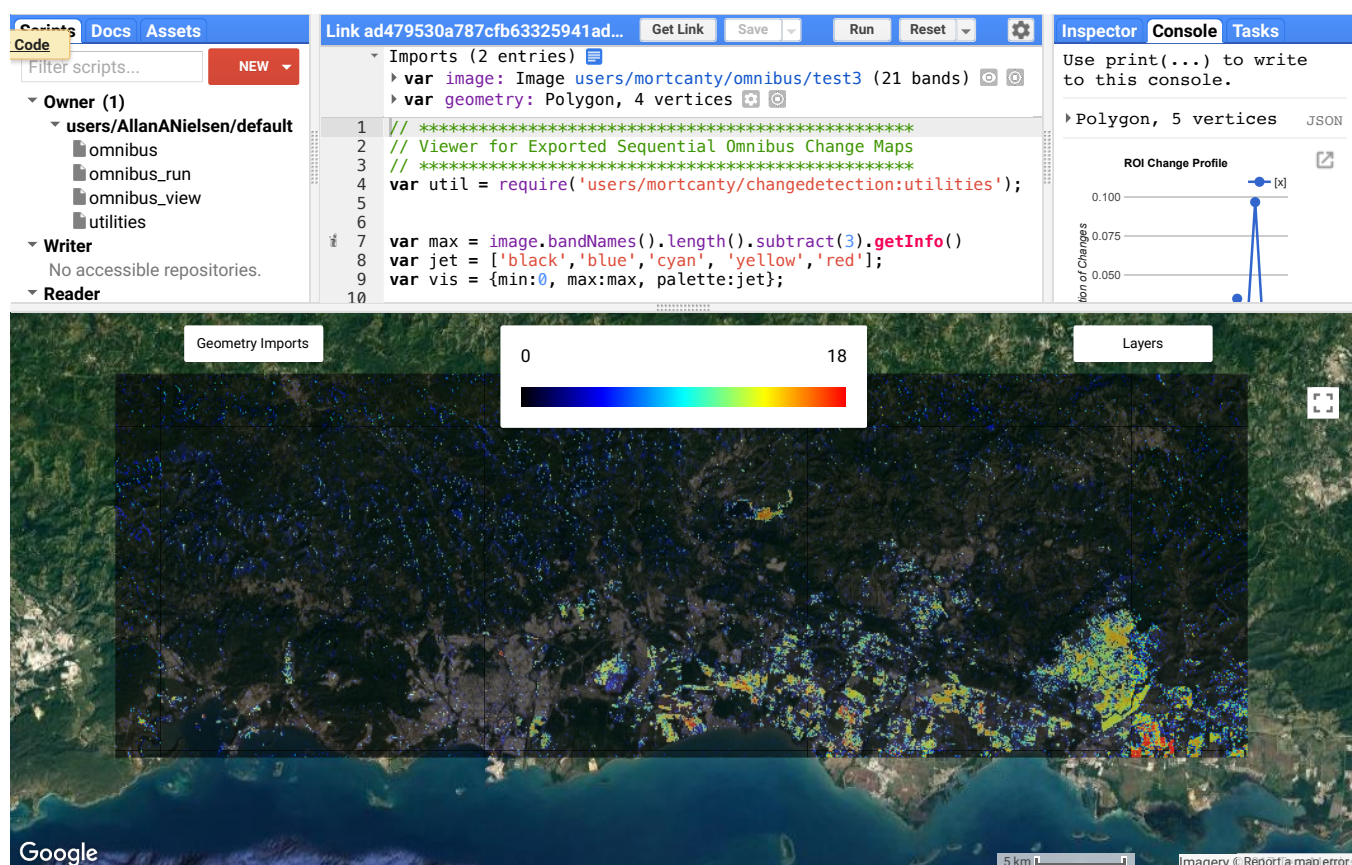 Scripts Docs Assets
Code
Filter scripts...
NEW
Owner (1)
users/AllanANielsen/default
omnibus
omnibus_run
omnibus_view
utilities
Writer
No accessible repositories.
Reader
Link ad479530a787cfb63325941ad... Get Link Save Run Reset
Imports (2 entries)
var image: Image users/mortcanty/omnibus/test3 (21 bands)
var geometry: Polygon, 4 vertices
1 // **************************************************
2 // Viewer for Exported Sequential Omnibus Change Maps
3 // **************************************************
4 var util = require('users/mortcanty/changedetection:utilities');
5
6
i 7 var max = image.bandNames().length().subtract(3).getInfo()
8 var jet = ['black','blue','cyan', 'yellow','red'];
9 var vis = {min:0, max:max, palette:jet};
10
Inspector Console Tasks
Use print(...) to write
to this console.
Polygon, 5 vertices JSON
ROI Change Profile
[x]
0.100
0.075
0.050
tion of Changes
Geometry Imports
0 18
Layers
Google
5 km
Imagery © Report a map error